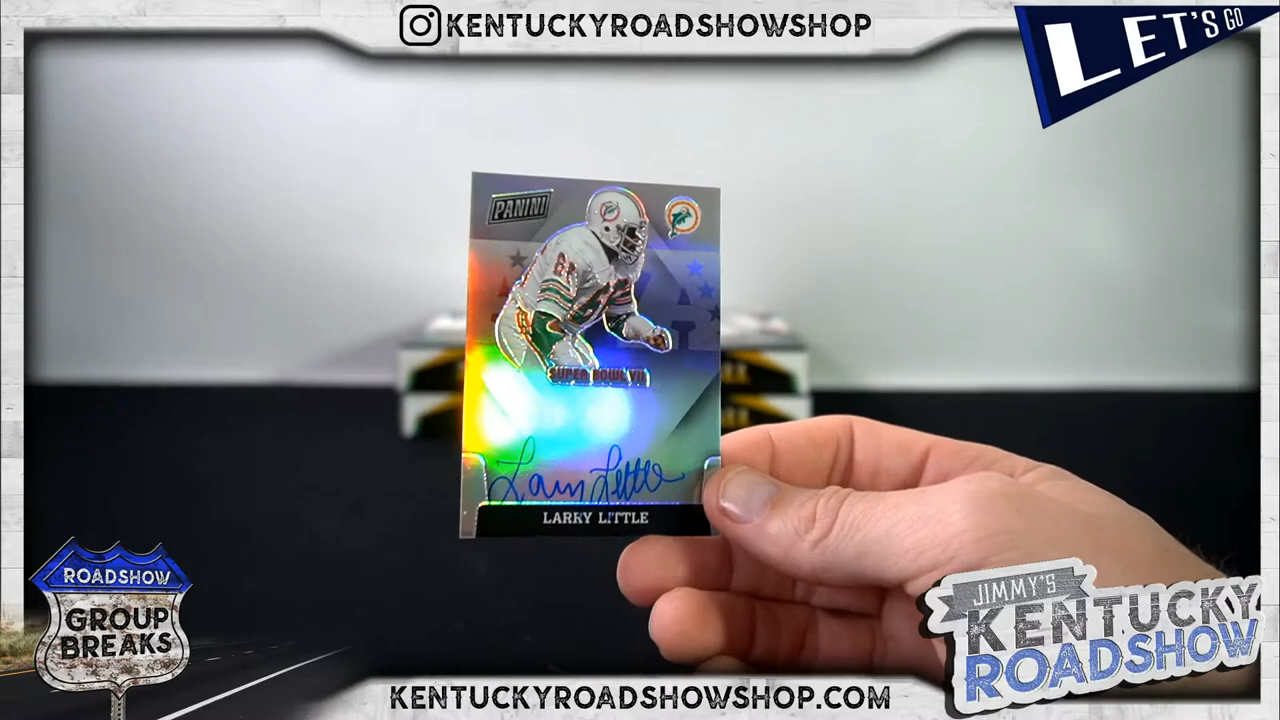 KENTUCKYROADSHOWSHOP
LET'S GO
PANINI
SUPER BOWL VII
Larry Little
LARRY LITTLE
ROADSHOW
GROUP
BREAKS
JIMMY'S
KENTUCKY
ROADSHOW
KENTUCKYROADSHOWSHOP.COM